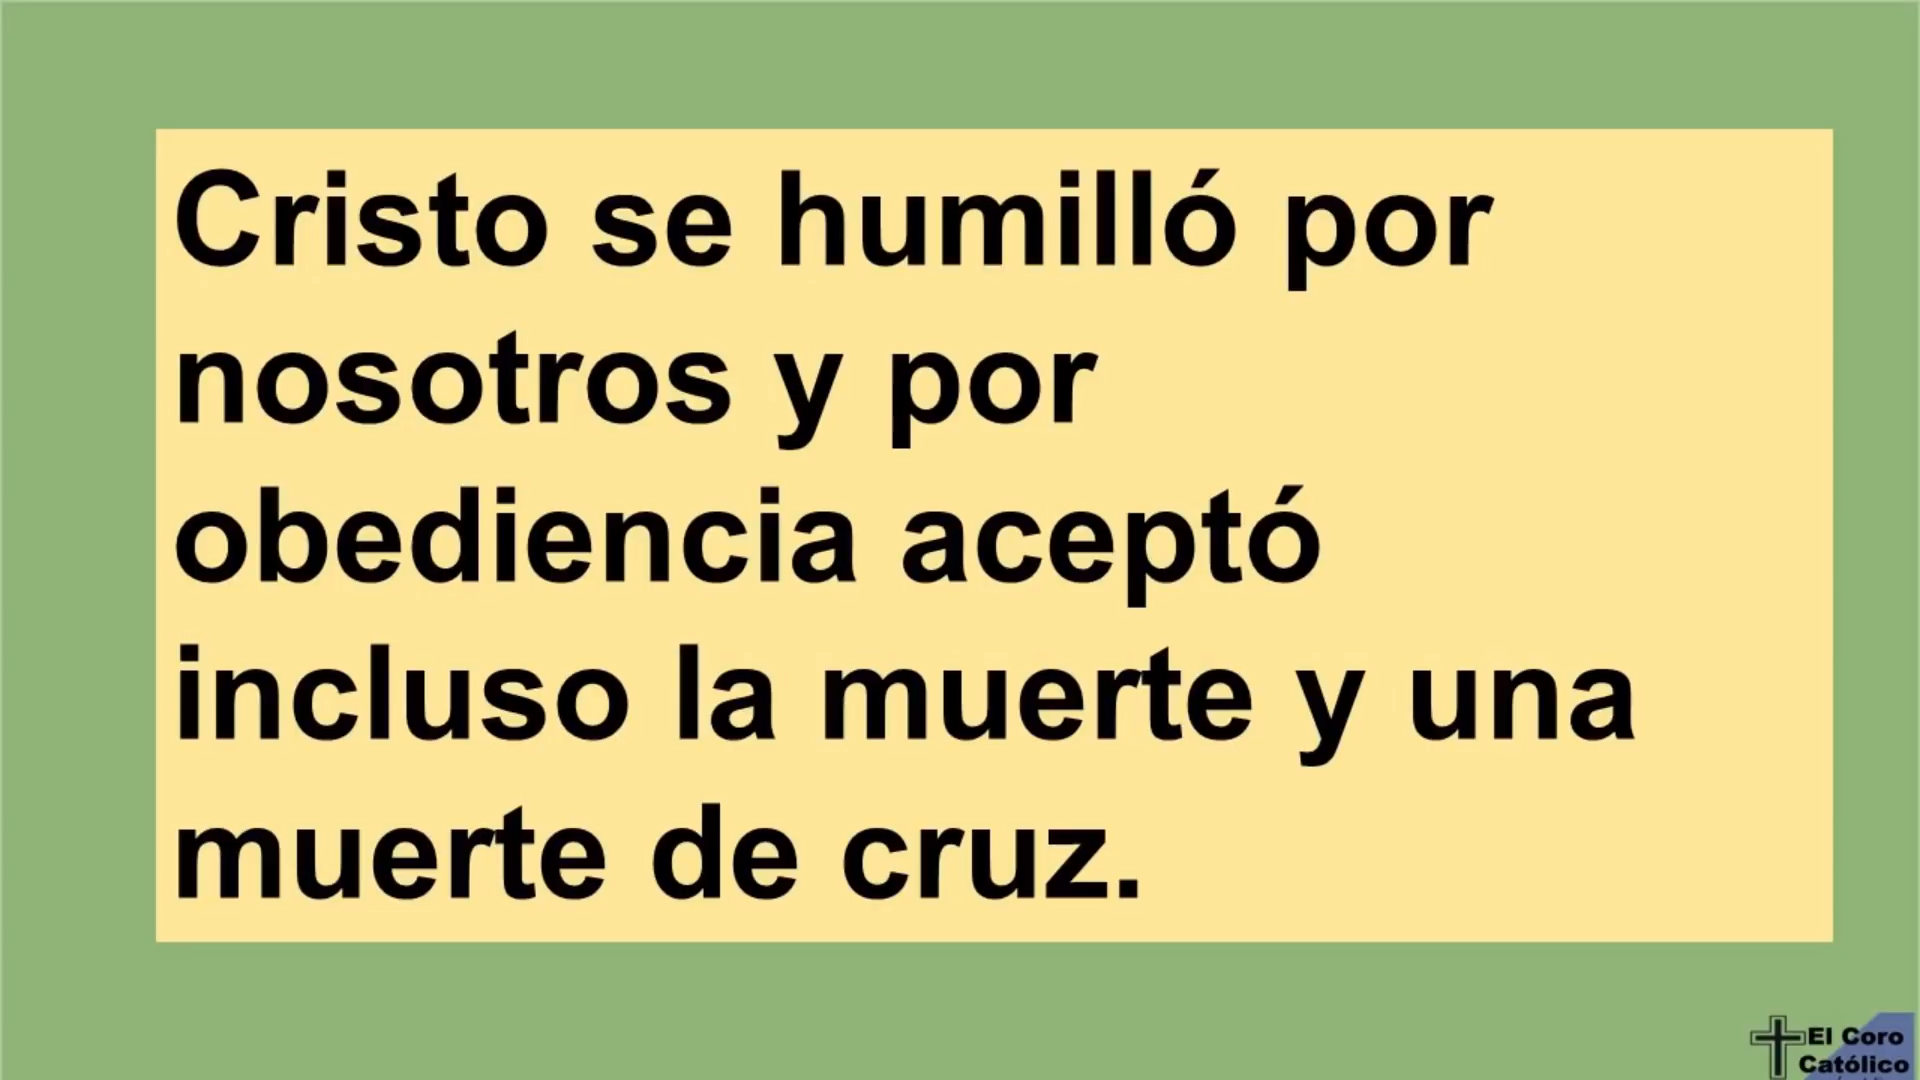 Cristo se humilló por
nosotros y por
obediencia aceptó
incluso la muerte y una
muerte de cruz.
El Coro
Católico